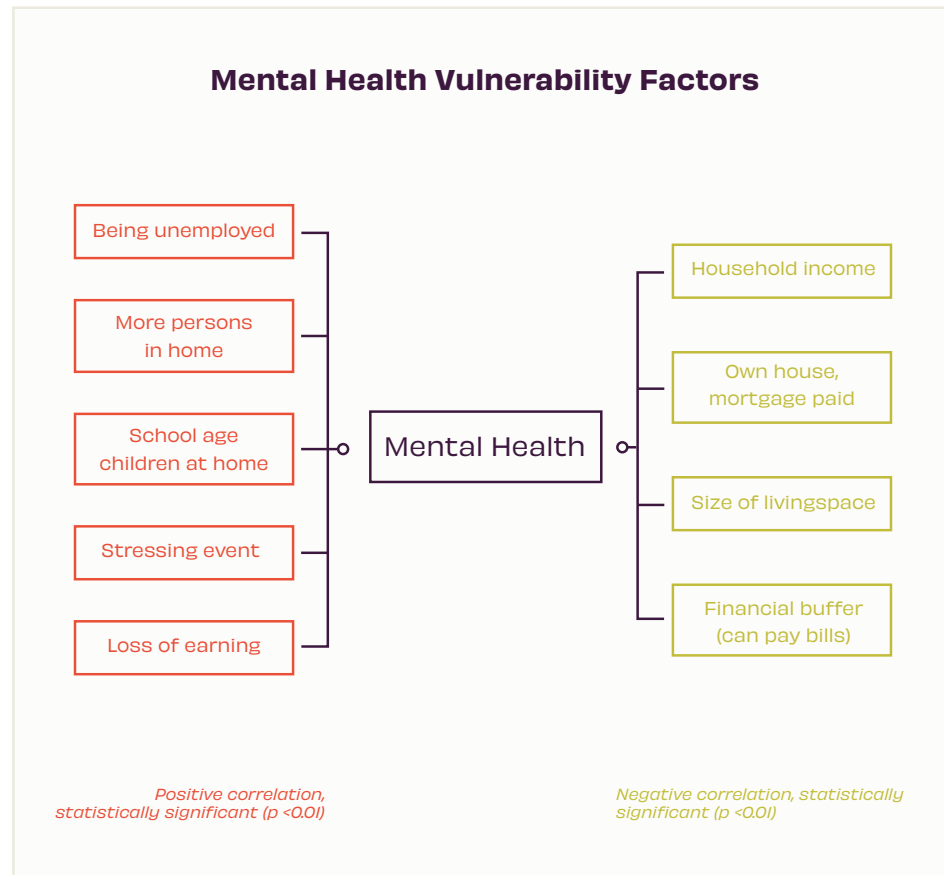 Mental Health Vulnerability Factors
Being unemployed
More persons
in home
School age
children at home
Stressing event
Loss of earning
Mental Health
Household income
Own house,
mortgage paid
Size of livingspace
Financial buffer
(can pay bills)
Positive correlation,
statistically significant (p <0.01)
Negative correlation, statistically
significant (p <0.01)